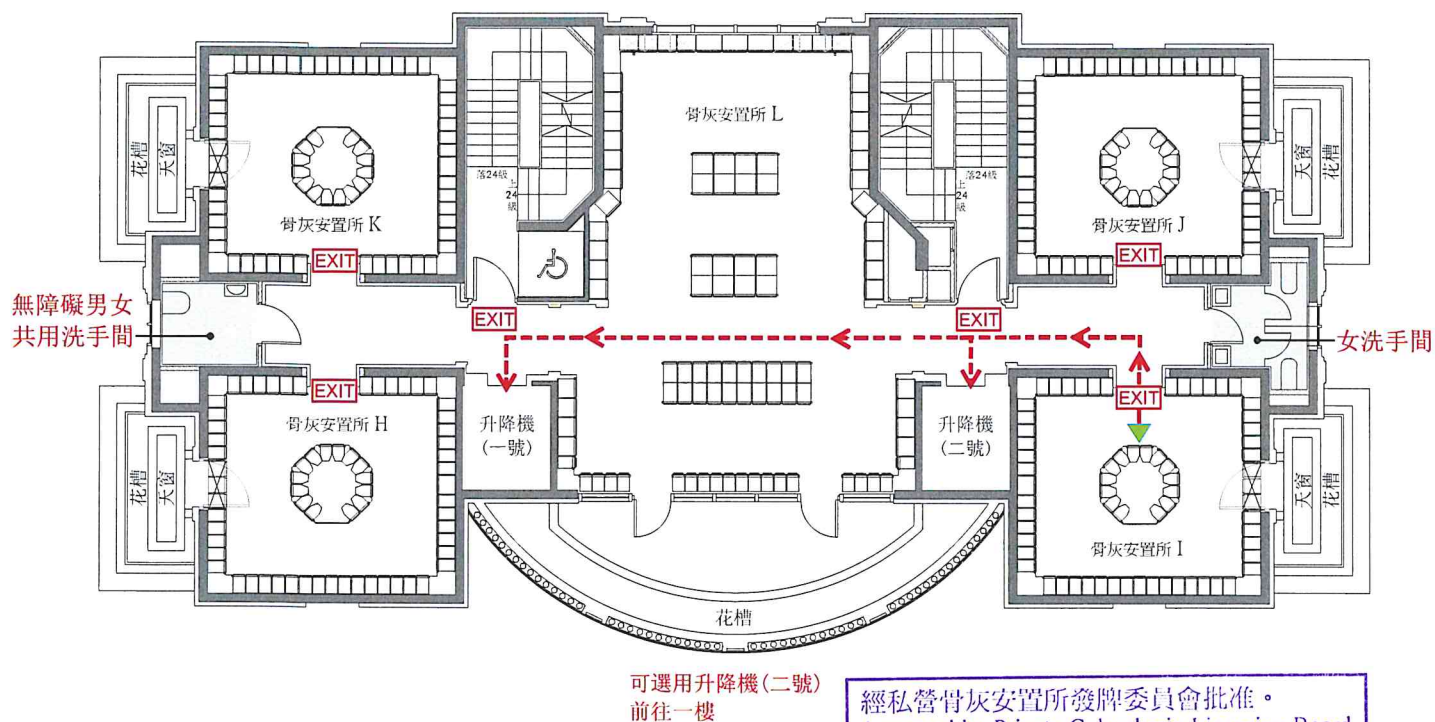 骨灰安置所 L
花槽
天窗
骨灰安置所 K
落24級
上
24
級
落24級
上
24
級
骨灰安置所 J
天窗
花槽
EXIT
EXIT
無障礙男女
共用洗手間
EXIT
EXIT
女洗手間
EXIT
EXIT
骨灰安置所 H
升降機
(一號)
升降機
(二號)
花槽
天窗
天窗
花槽
骨灰安置所 I
花槽
可選用升降機(二號)
前往一樓
經私營骨灰安置所發牌委員會批准。